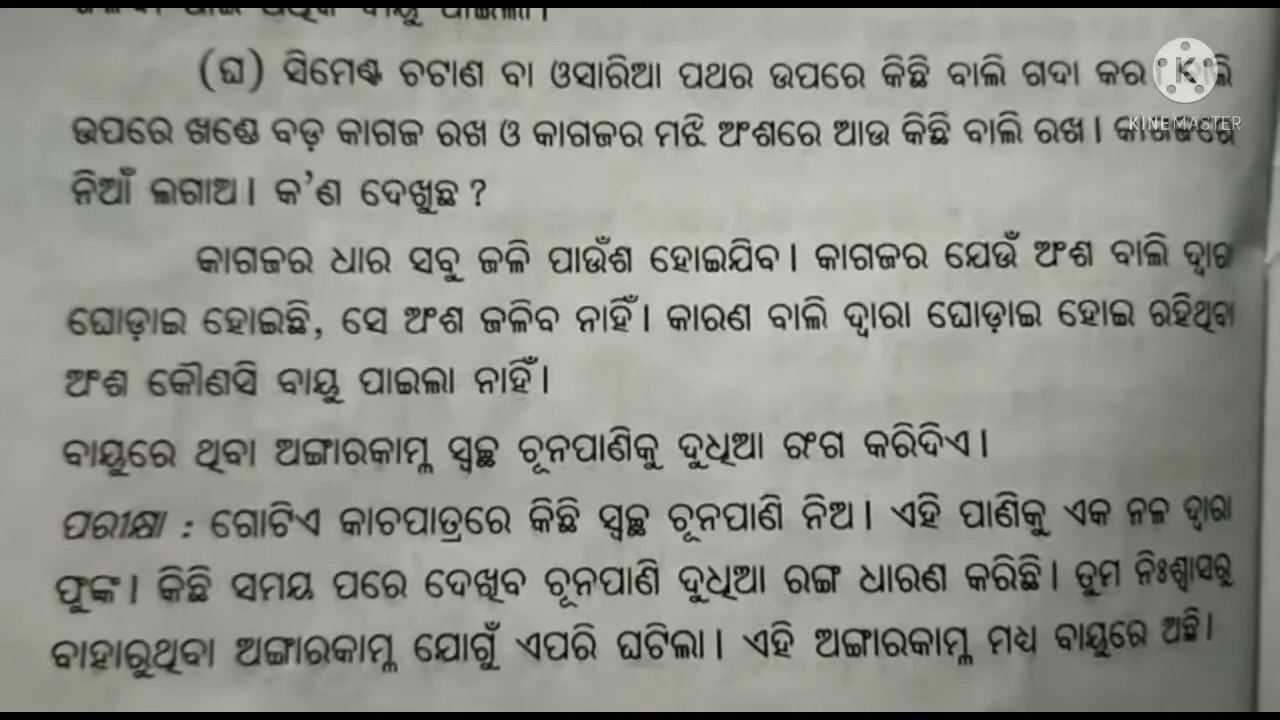 (ଘ) ସିମେଣ୍ଟ ଚଟାଣ ବା ଓସାରିଆ ପଥର ଉପରେ କିଛି ବାଲି ଗଦା କର
ଉପରେ ଖଣ୍ଡେ ବଡ଼ କାଗଜ ରଖ ଓ କାଗଜର ମଝି ଅଂଶରେ ଆଉ କିଛି ବାଲି ରଖ। କାଗଜରେ
KINEMASTER
ନିଆଁ ଲଗାଅ। କ'ଣ ଦେଖୁଛ ?
କାଗଜର ଧାର ସବୁ ଜଳି ପାଉଁଶ ହୋଇଯିବ। କାଗଜର ଯେଉଁ ଅଂଶ ବାଲି ଦ୍ୱାରା
ଘୋଡ଼ାଇ ହୋଇଛି, ସେ ଅଂଶ ଜଳିବ ନାହିଁ। କାରଣ ବାଲି ଦ୍ୱାରା ଘୋଡ଼ାଇ ହୋଇ ରହିଥିବା
ଅଂଶ କୌଣସି ବାୟୁ ପାଇଲା ନାହିଁ।
ବାୟୁରେ ଥିବା ଅଙ୍ଗାରକାମ୍ଳ ସ୍ୱଚ୍ଛ ଚୂନପାଣିକୁ ଦୁଧିଆ ରଂଗ କରିଦିଏ।
ପରୀକ୍ଷା : ଗୋଟିଏ କାଚପାତ୍ରରେ କିଛି ସ୍ୱଚ୍ଛ ଚୂନପାଣି ନିଅ। ଏହି ପାଣିକୁ ଏକ ନଳ ଦ୍ୱାରା
ଫୁଙ୍କ। କିଛି ସମୟ ପରେ ଦେଖିବ ଚୂନପାଣି ଦୁଧିଆ ରଙ୍ଗ ଧାରଣ କରିଛି। ତୁମ ନିଃଶ୍ୱାସରୁ
ବାହାରୁଥିବା ଅଙ୍ଗାରକାମ୍ଳ ଯୋଗୁଁ ଏପରି ଘଟିଲା। ଏହି ଅଙ୍ଗାରକାମ୍ଳ ମଧ୍ୟ ବାୟୁରେ ଅଛି।